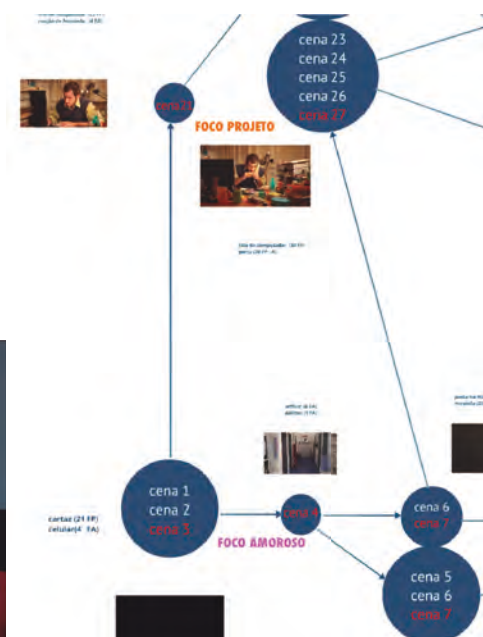 cena 23
cena 24
cena 25
cena 26
cena 27
cena21
FOCO PROJETO
cena 1
cena 2
cena 3
cartaz (21 FP)
celular(4 FA)
cena 4
FOCO AMOROSO
cena 6
cena 7
cena 5
cena 6
cena 7